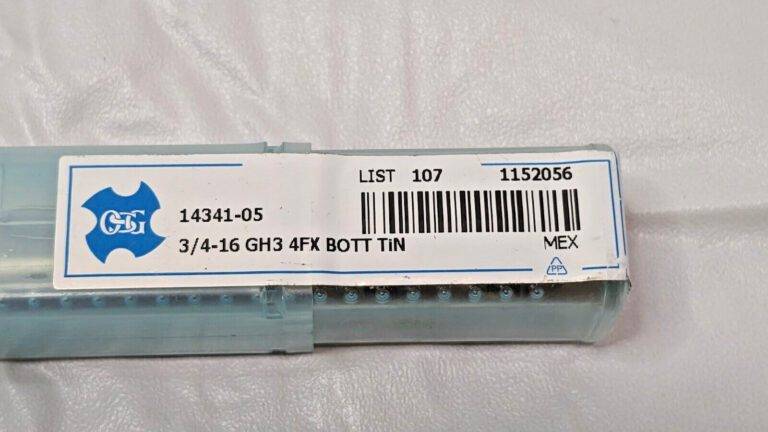 LIST 107 1152056
OSG
14341-05
3/4-16 GH3 4FX BOTT TiN
MEX
PP